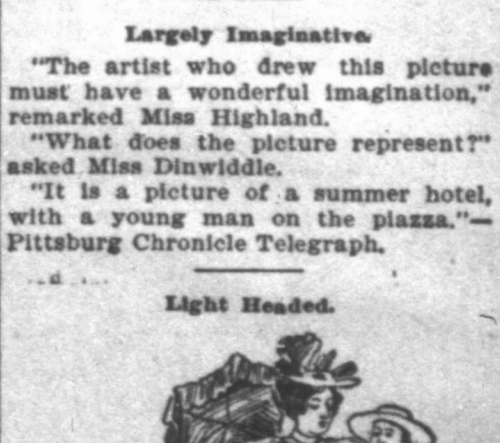 Largely Imaginative.
"The artist who drew this picture
must have a wonderful imagination,"
remarked Miss Highland.
"What does the picture represent?"
asked Miss Dinwiddle.
"It is a picture of a summer hotel,
with a young man on the piazza."—
Pittsburg Chronicle Telegraph.
Light Headed.